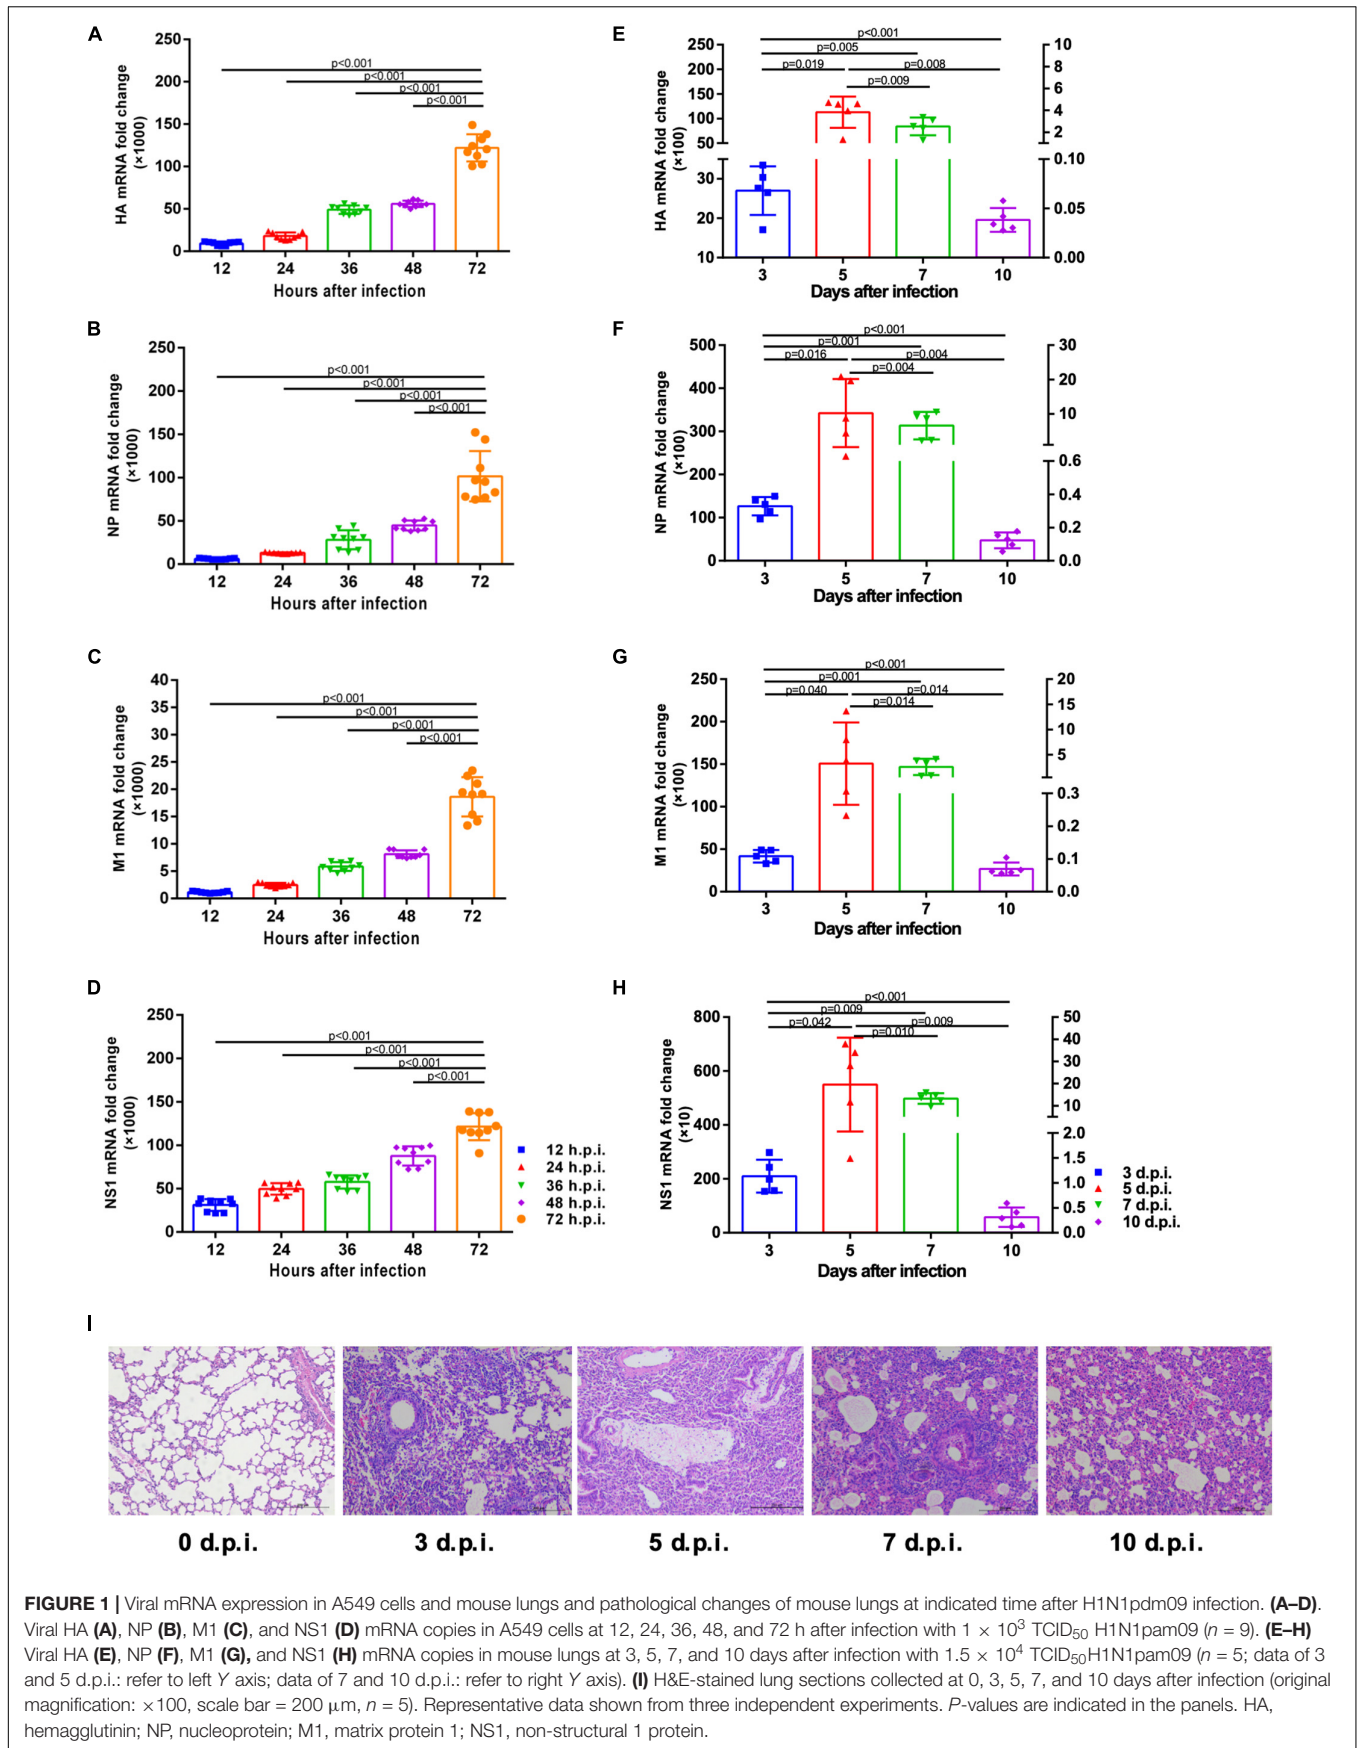 A
HA mRNA fold change
(×1000)
250
200
150
100
50
0
p<0.001
p<0.001
p<0.001
p<0.001
12 24 36 48 72
Hours after infection
E
HA mRNA fold change
(×100)
250
200
150
100
50
30
20
10
p<0.001
p=0.005
p=0.019 p=0.008
p=0.009
10
8
6
4
2
0.10
0.05
0.00
3 5 7 10
Days after infection
B
NP mRNA fold change
(×1000)
250
200
150
100
50
0
p<0.001
p<0.001
p<0.001
p<0.001
12 24 36 48 72
Hours after infection
F
NP mRNA fold change
(×100)
500
400
300
200
100
0
p<0.001
p=0.001
p=0.016 p=0.004
p=0.004
30
20
10
0.6
0.4
0.2
0.0
3 5 7 10
Days after infection
C
M1 mRNA fold change
(×1000)
40
35
30
25
20
15
10
5
0
p<0.001
p<0.001
p<0.001
p<0.001
12 24 36 48 72
Hours after infection
G
M1 mRNA fold change
(×100)
250
200
150
100
50
0
p<0.001
p=0.001
p=0.040 p=0.014
p=0.014
20
15
10
5
0.3
0.2
0.1
0.0
3 5 7 10
Days after infection
D
NS1 mRNA fold change
(×1000)
250
200
150
100
50
0
p<0.001
p<0.001
p<0.001
p<0.001
12 24 36 48 72
Hours after infection
12 h.p.i.
24 h.p.i.
36 h.p.i.
48 h.p.i.
72 h.p.i.
H
NS1 mRNA fold change
(×10)
800
600
400
200
0
p<0.001
p=0.009
p=0.042 p=0.009
p=0.010
50
40
30
20
10
2.0
1.5
1.0
0.5
0.0
3 5 7 10
Days after infection
3 d.p.i.
5 d.p.i.
7 d.p.i.
10 d.p.i.
I
0 d.p.i. 3 d.p.i. 5 d.p.i. 7 d.p.i. 10 d.p.i.
FIGURE 1 | Viral mRNA expression in A549 cells and mouse lungs and pathological changes of mouse lungs at indicated time after H1N1pdm09 infection. (A–D).
Viral HA (A), NP (B), M1 (C), and NS1 (D) mRNA copies in A549 cells at 12, 24, 36, 48, and 72 h after infection with 1 × 10³ TCID₅₀ H1N1pam09 (n = 9). (E–H)
Viral HA (E), NP (F), M1 (G), and NS1 (H) mRNA copies in mouse lungs at 3, 5, 7, and 10 days after infection with 1.5 × 10⁴ TCID₅₀H1N1pam09 (n = 5; data of 3
and 5 d.p.i.: refer to left Y axis; data of 7 and 10 d.p.i.: refer to right Y axis). (I) H&E-stained lung sections collected at 0, 3, 5, 7, and 10 days after infection (original
magnification: ×100, scale bar = 200 μm, n = 5). Representative data shown from three independent experiments. P-values are indicated in the panels. HA,
hemagglutinin; NP, nucleoprotein; M1, matrix protein 1; NS1, non-structural 1 protein.